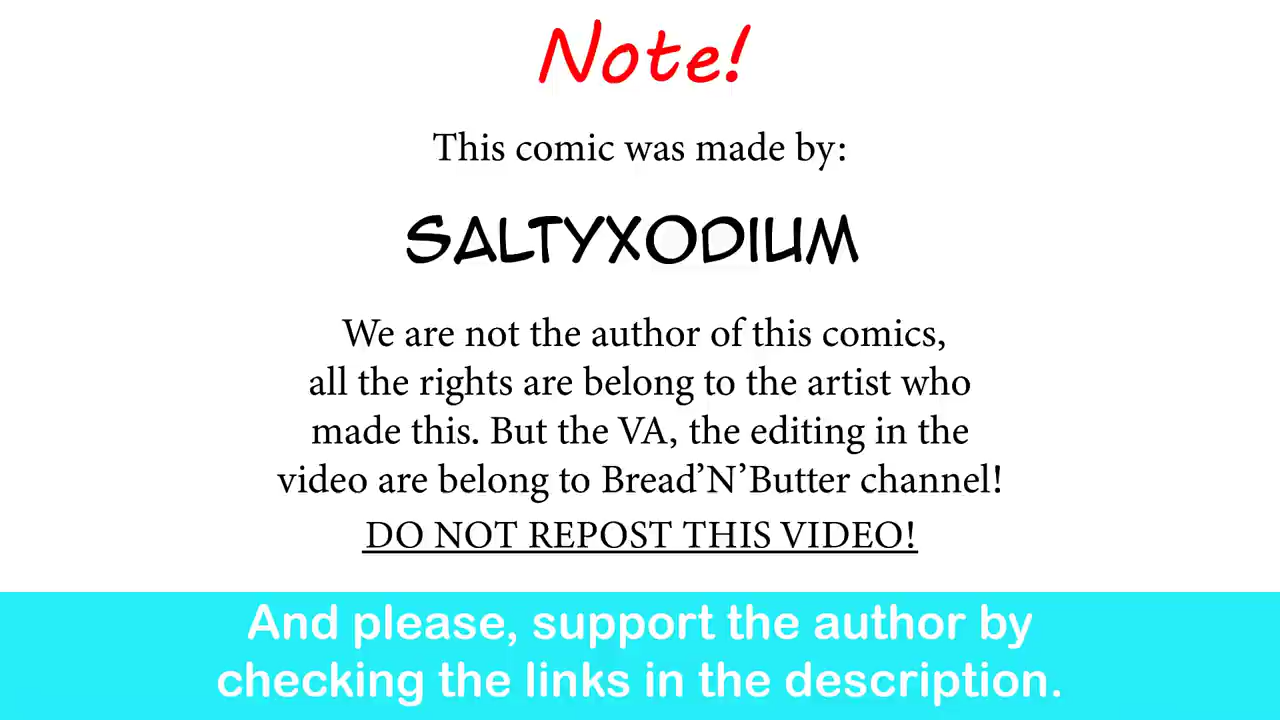 Note!
This comic was made by:
SALTYXODIUM
We are not the author of this comics,
all the rights are belong to the artist who
made this. But the VA, the editing in the
video are belong to Bread’N’Butter channel!
DO NOT REPOST THIS VIDEO!
And please, support the author by
checking the links in the description.